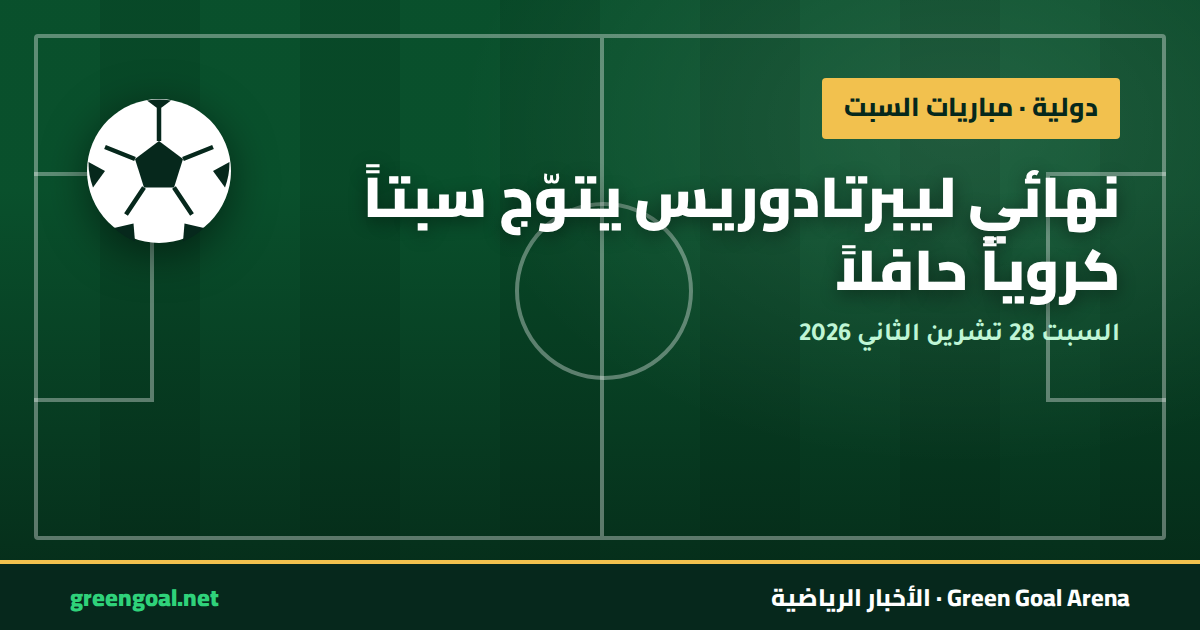 دولية · مباريات السبت
نهائي ليبرتادوريس يتوّج سبتاً
كروياً حافلاً
السبت 28 تشرين الثاني 2026
الأخبار الرياضية · Green Goal Arena
greengoal.net